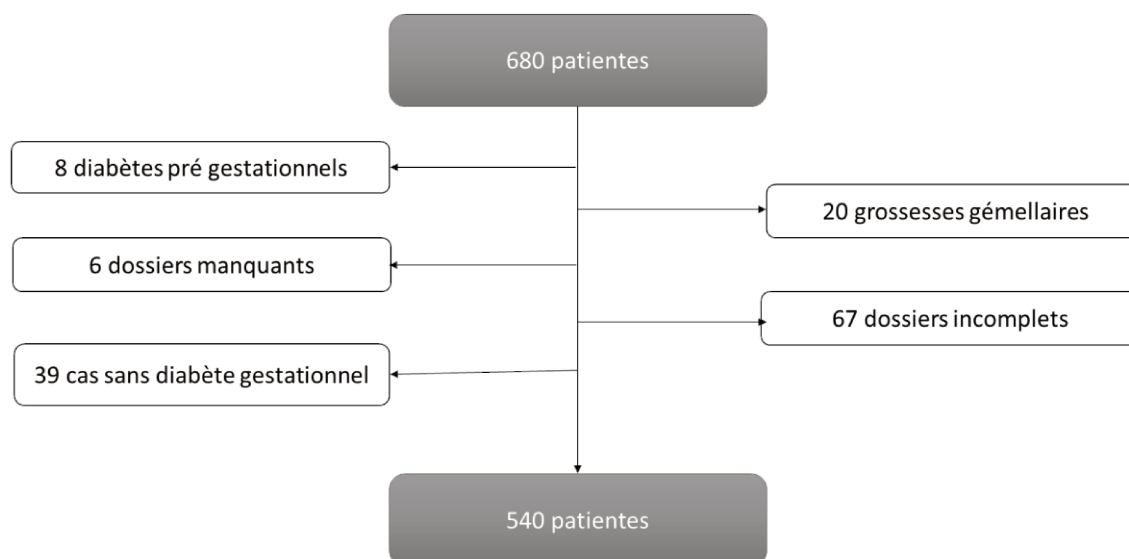 680 patientes
8 diabètes pré gestationnels
20 grossesses gémellaires
6 dossiers manquants
67 dossiers incomplets
39 cas sans diabète gestationnel
540 patientes